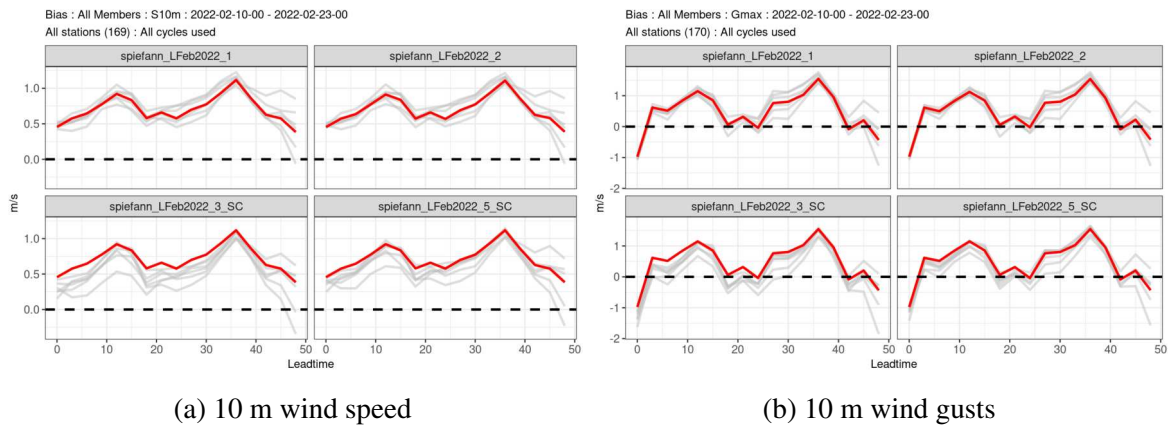 Bias : All Members : S10m : 2022-02-10-00 - 2022-02-23-00
All stations (169) : All cycles used
spiefann_LFeb2022_1
spiefann_LFeb2022_2
1.0
0.5
0.0
m/s
spiefann_LFeb2022_3_SC
spiefann_LFeb2022_5_SC
1.0
0.5
0.0
0 10 20 30 40 50 0 10 20 30 40 50
Leadtime
(a) 10 m wind speed
Bias : All Members : Gmax : 2022-02-10-00 - 2022-02-23-00
All stations (170) : All cycles used
spiefann_LFeb2022_1
spiefann_LFeb2022_2
1
0
-1
-2
m/s
spiefann_LFeb2022_3_SC
spiefann_LFeb2022_5_SC
1
0
-1
-2
0 10 20 30 40 50 0 10 20 30 40 50
Leadtime
(b) 10 m wind gusts